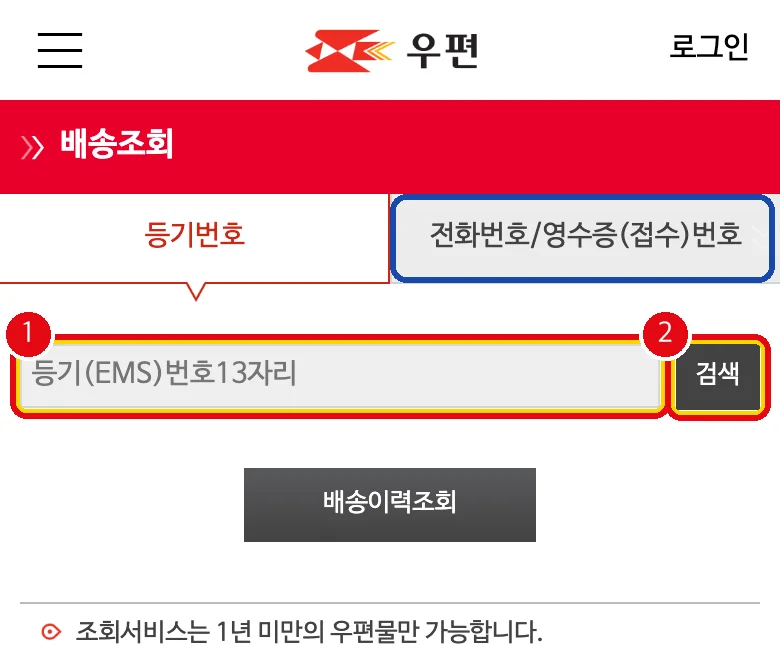 우편
로그인
배송조회
등기번호
전화번호/영수증(접수)번호
1
2
등기(EMS)번호13자리
검색
배송이력조회
조회서비스는 1년 미만의 우편물만 가능합니다.